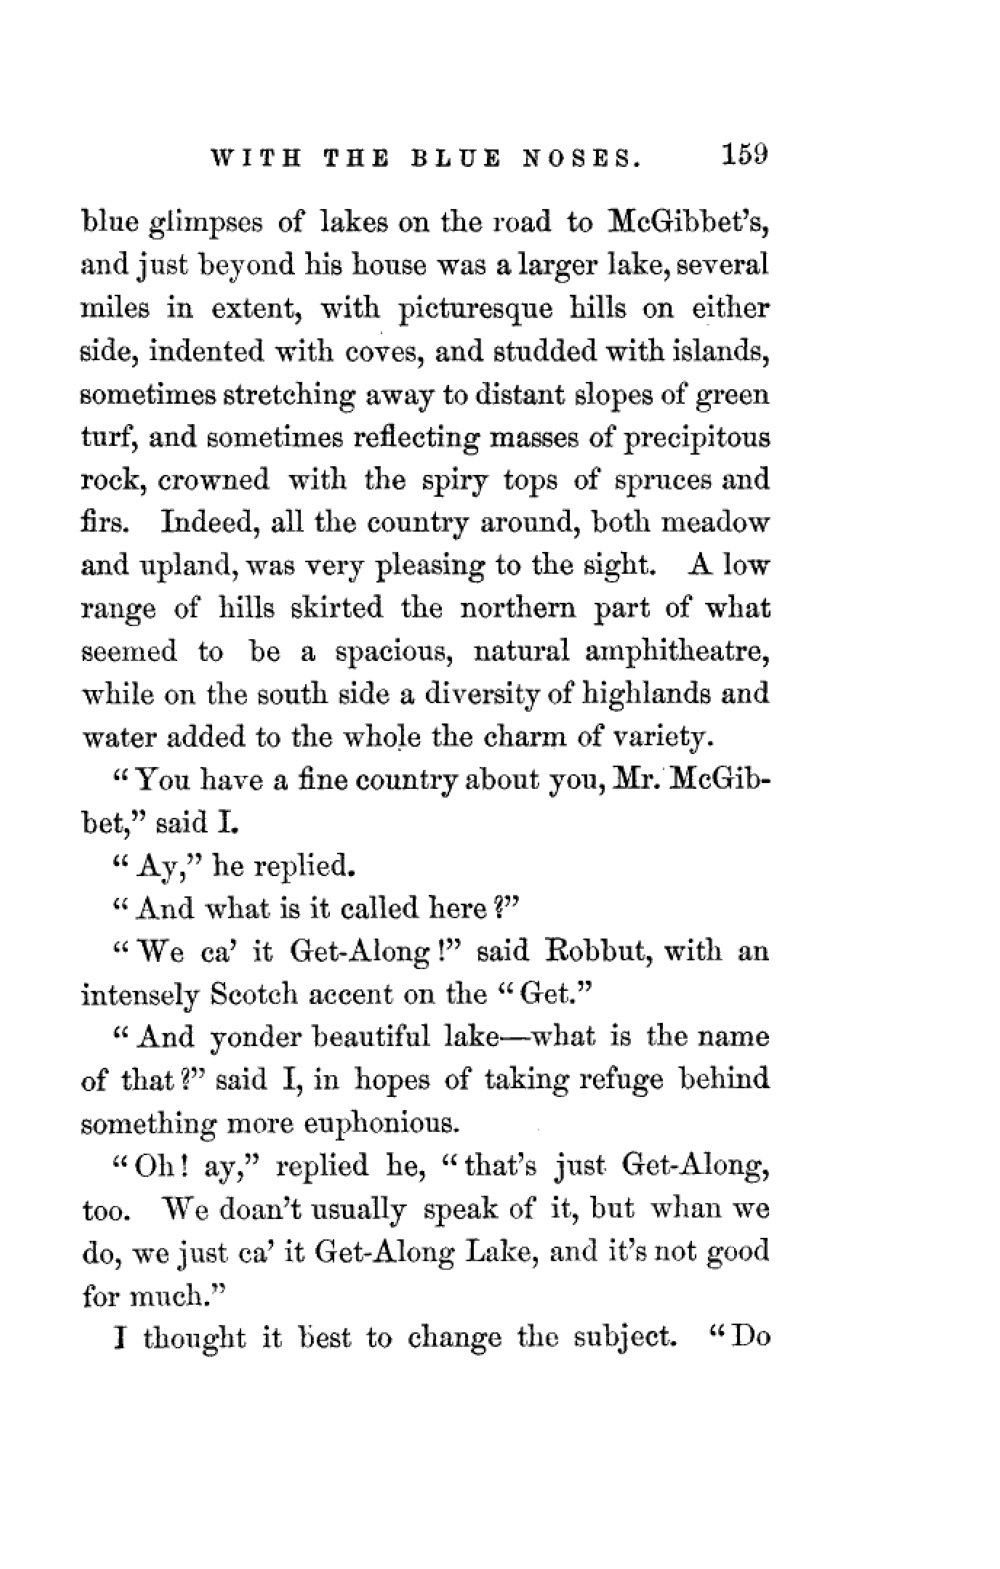 WITH THE BLUE NOSES. 159
blue glimpses of lakes on the road to McGibbet's,
and just beyond his house was a larger lake, several
miles in extent, with picturesque hills on either
side, indented with coves, and studded with islands,
sometimes stretching away to distant slopes of green
turf, and sometimes reflecting masses of precipitous
rock, crowned with the spiry tops of spruces and
firs. Indeed, all the country around, both meadow
and upland, was very pleasing to the sight. A low
range of hills skirted the northern part of what
seemed to be a spacious, natural amphitheatre,
while on the south side a diversity of highlands and
water added to the whole the charm of variety.
“You have a fine country about you, Mr. McGib-
bet,” said I.
“Ay,” he replied.
“And what is it called here?”
“We ca’ it Get-Along!” said Robbut, with an
intensely Scotch accent on the “Get.”
“And yonder beautiful lake—what is the name
of that?” said I, in hopes of taking refuge behind
something more euphonious.
“Oh! ay,” replied he, “that’s just Get-Along,
too. We doan’t usually speak of it, but whan we
do, we just ca’ it Get-Along Lake, and it’s not good
for much.”
I thought it best to change the subject. “Do